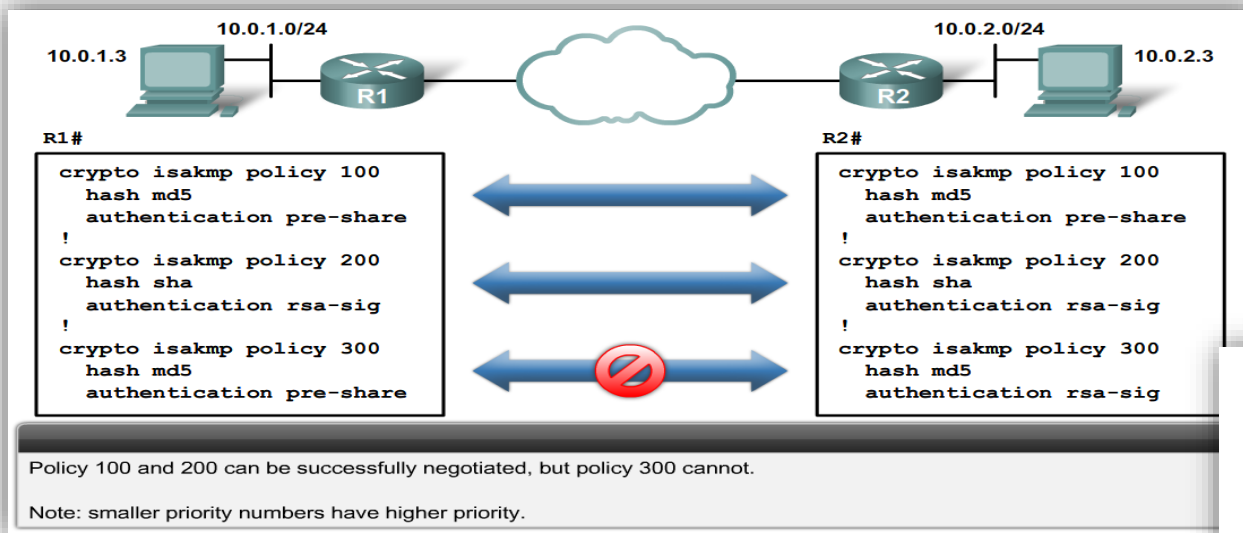 10.0.1.0/24
10.0.2.0/24
10.0.1.3
10.0.2.3
R1
R2
R1#
crypto isakmp policy 100
hash md5
authentication pre-share
!
crypto isakmp policy 200
hash sha
authentication rsa-sig
!
crypto isakmp policy 300
hash md5
authentication pre-share
R2#
crypto isakmp policy 100
hash md5
authentication pre-share
!
crypto isakmp policy 200
hash sha
authentication rsa-sig
!
crypto isakmp policy 300
hash md5
authentication rsa-sig
Policy 100 and 200 can be successfully negotiated, but policy 300 cannot.
Note: smaller priority numbers have higher priority.